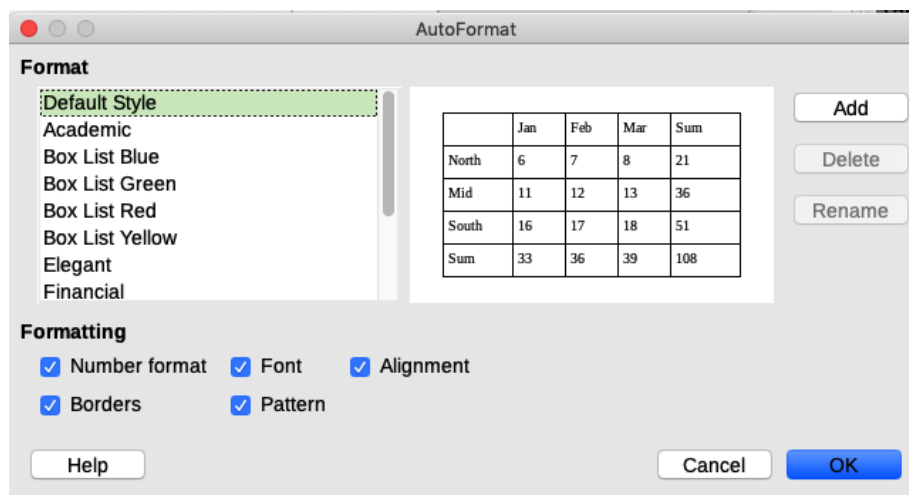 AutoFormat
Format
Default Style
Academic
Box List Blue
Box List Green
Box List Red
Box List Yellow
Elegant
Financial
Jan Feb Mar Sum
North 6 7 8 21
Mid 11 12 13 36
South 16 17 18 51
Sum 33 36 39 108
Add
Delete
Rename
Formatting
Number format Font Alignment
Borders Pattern
Help Cancel OK